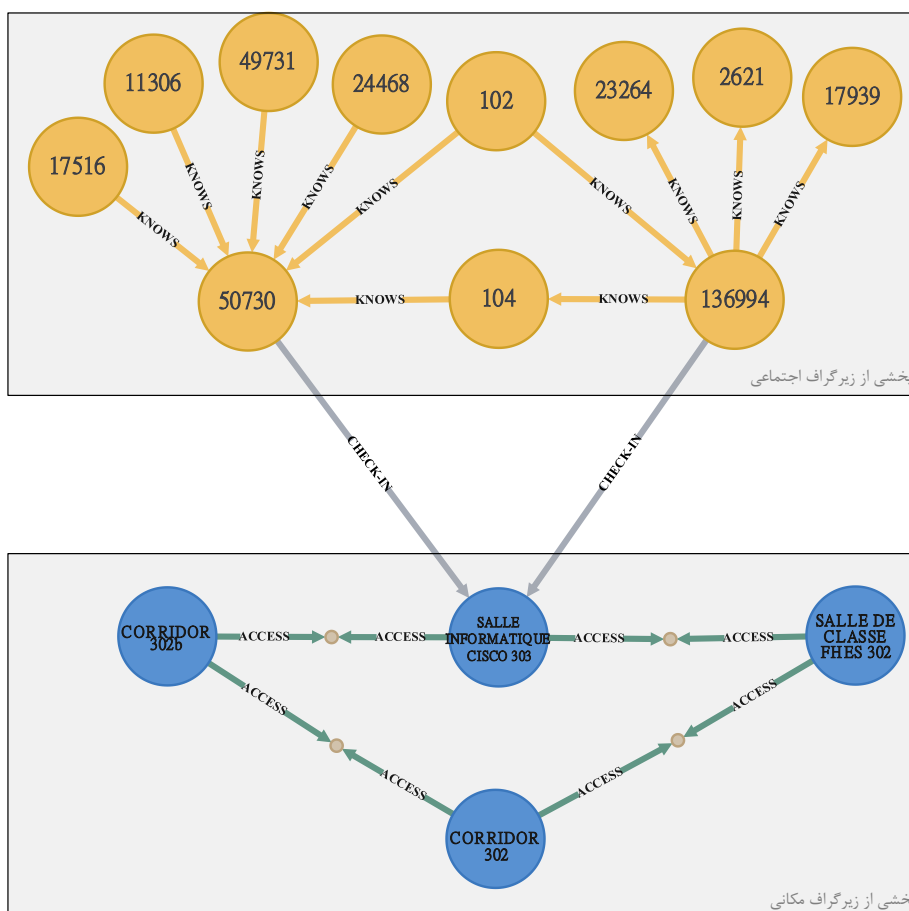 49731
2621
11306
24468
102
23264
17939
17516
KNOWS
KNOWS
KNOWS
KNOWS
KNOWS
KNOWS
KNOWS
KNOWS
KNOWS
50730
KNOWS
104
KNOWS
136994
بخشی از زیرگراف اجتماعی
CHECK-IN
CHECK-IN
CORRIDOR
302b
ACCESS
ACCESS
SALLE
INFORMATIQUE
CISCO 303
ACCESS
ACCESS
SALLE DE
CLASSE
FHES 302
ACCESS
ACCESS
ACCESS
ACCESS
CORRIDOR
302
بخشی از زیرگراف مکانی